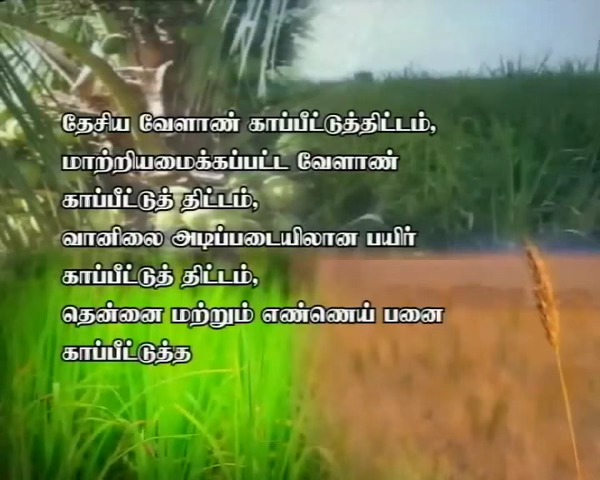 தேசிய வேளாண் காப்பீட்டுத்திட்டம்,
மாற்றியமைக்கப்பட்ட வேளாண்
காப்பீட்டுத் திட்டம்,
வானிலை அடிப்படையிலான பயிர்
காப்பீட்டுத் திட்டம்,
தென்னை மற்றும் எண்ணெய் பனை
காப்பீட்டுத்த